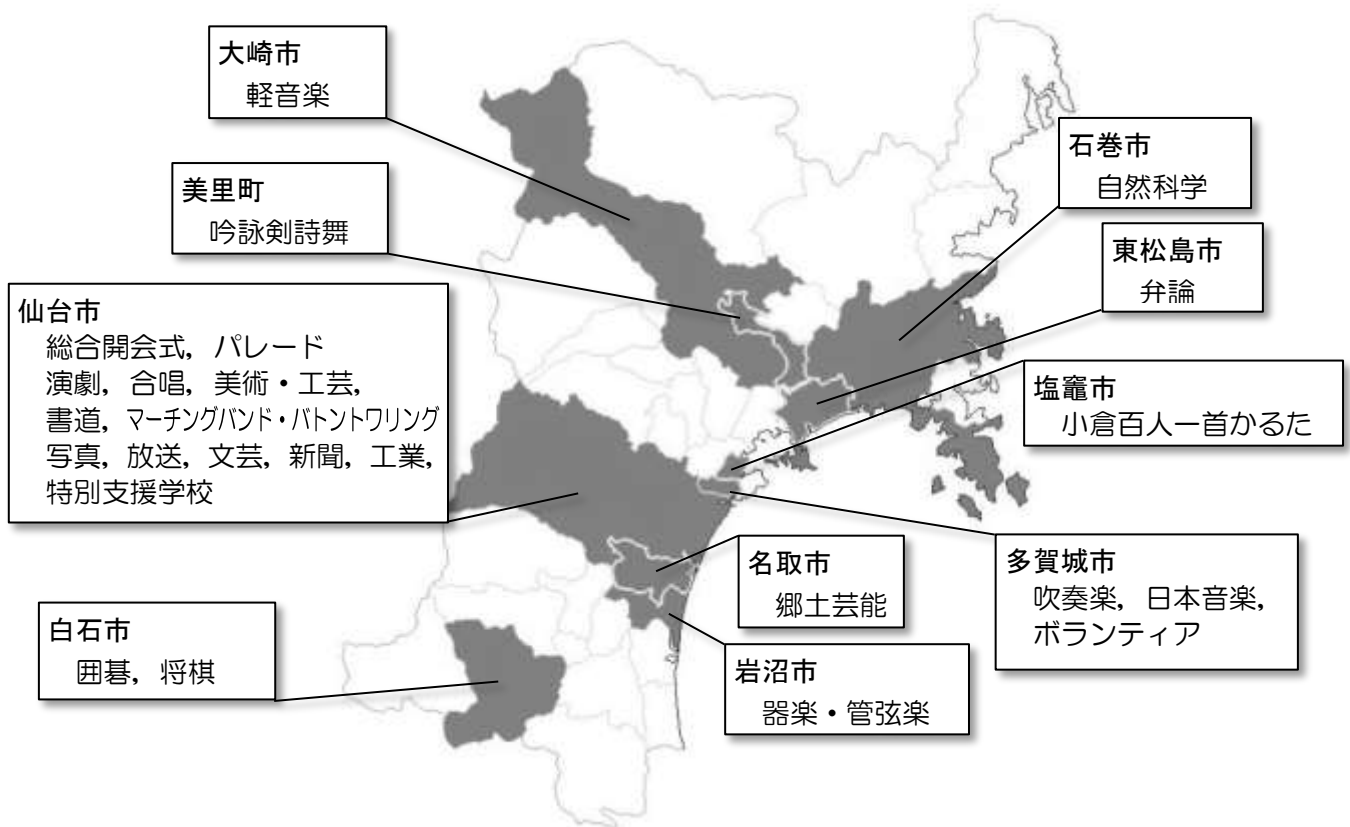 大崎市
軽音楽
美里町
吟詠剣詩舞
仙台市
総合開会式，パレード
演劇，合唱，美術・工芸，
書道，マーチングバンド・バトントワリング
写真，放送，文芸，新聞，工業，
特別支援学校
白石市
囲碁，将棋
石巻市
自然科学
東松島市
弁論
塩竈市
小倉百人一首かるた
多賀城市
吹奏楽，日本音楽，
ボランティア
名取市
郷土芸能
岩沼市
器楽・管弦楽